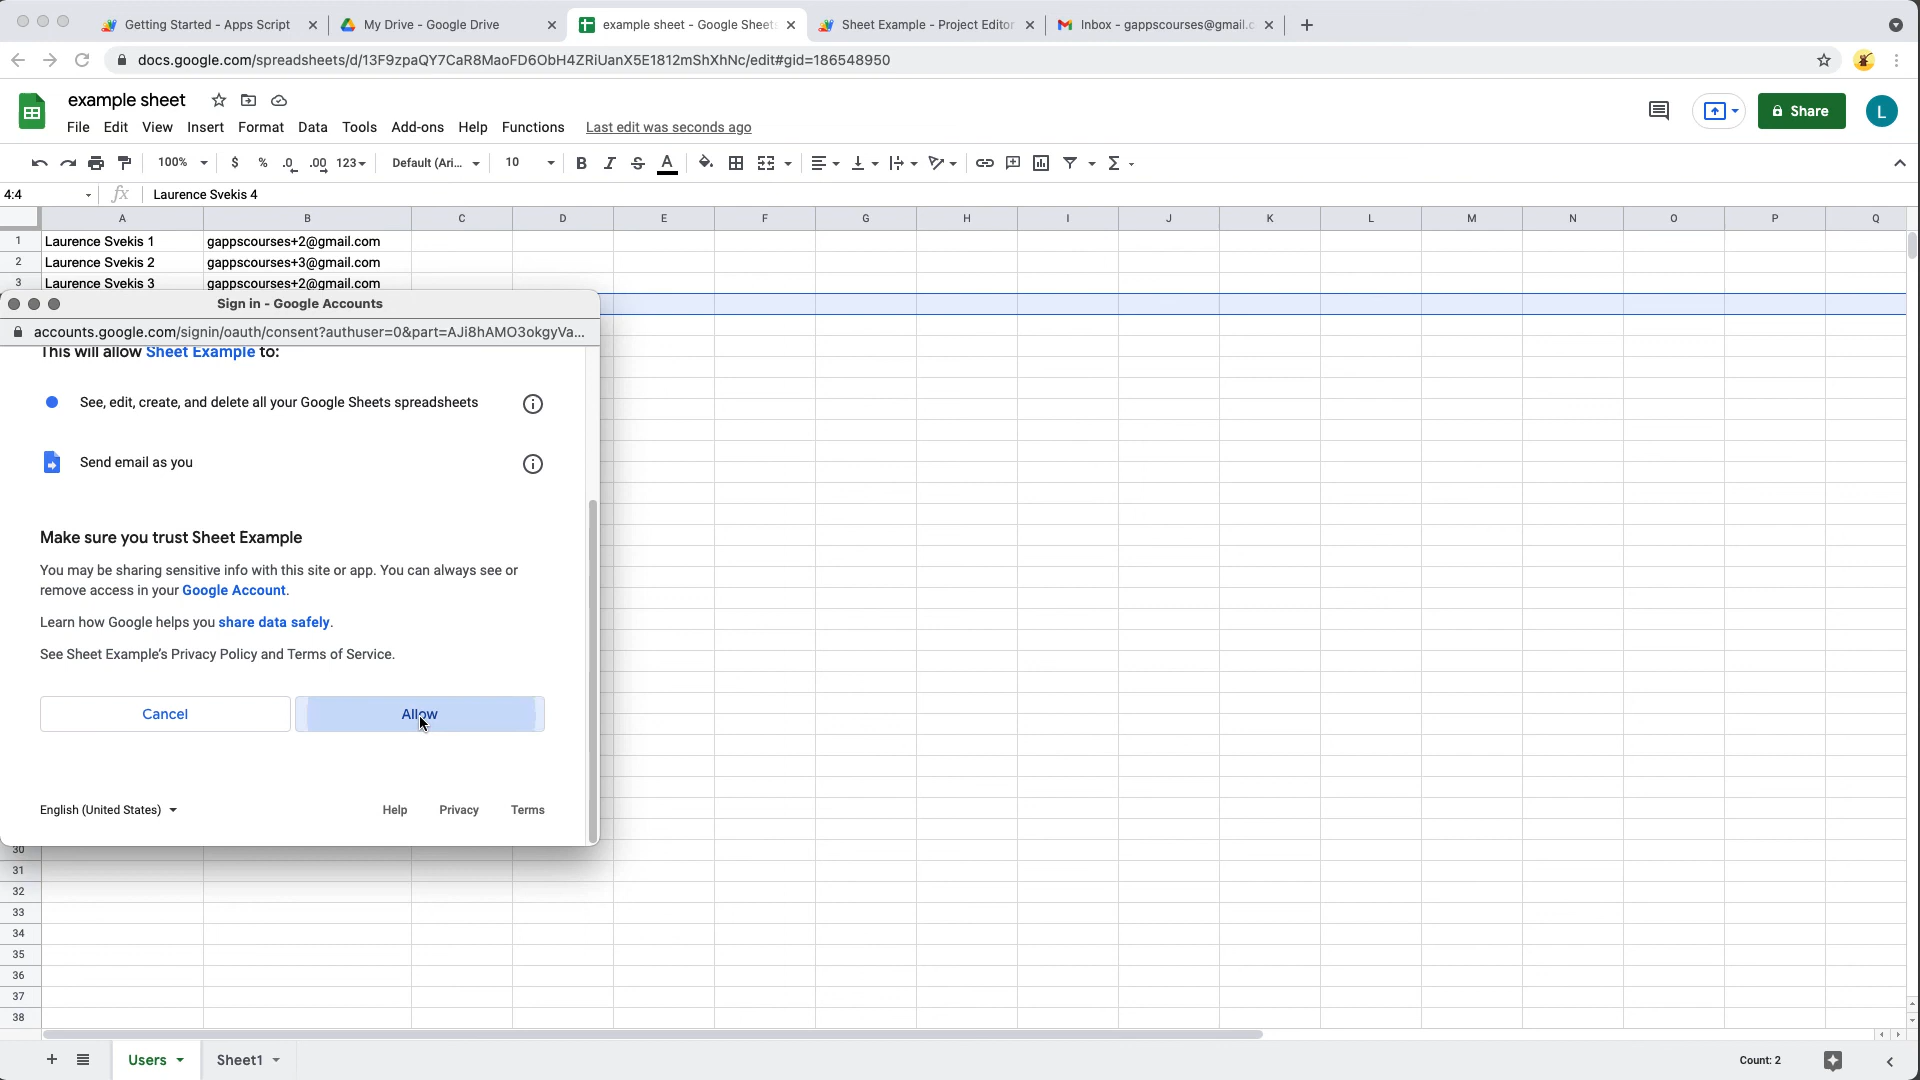 Getting Started - Apps Script
My Drive - Google Drive
example sheet - Google Sheets
Sheet Example - Project Editor
Inbox - gappscourses@gmail.c
docs.google.com/spreadsheets/d/13F9zpaQY7CaR8MaoFD6ObH4ZRiUanX5E1812mShXhNc/edit#gid=186548950
example sheet
File Edit View Insert Format Data Tools Add-ons Help Functions Last edit was seconds ago
Share
L
100% $ % .0 .00 123 Default (Ari... 10 B I S A Σ
4:4 fx Laurence Svekis 4
A B C D E F G H I J K L M N O P Q
1 Laurence Svekis 1 gappscourses+2@gmail.com
2 Laurence Svekis 2 gappscourses+3@gmail.com
3 Laurence Svekis 3 gappscourses+2@gmail.com
Sign in - Google Accounts
accounts.google.com/signin/oauth/consent?authuser=0&part=AJi8hAMO3okgyVa...
This will allow Sheet Example to:
See, edit, create, and delete all your Google Sheets spreadsheets
Send email as you
Make sure you trust Sheet Example
You may be sharing sensitive info with this site or app. You can always see or
remove access in your Google Account.
Learn how Google helps you share data safely.
See Sheet Example's Privacy Policy and Terms of Service.
Cancel Allow
English (United States) Help Privacy Terms
30
31
32
33
34
35
36
37
38
Users Sheet1 Count: 2